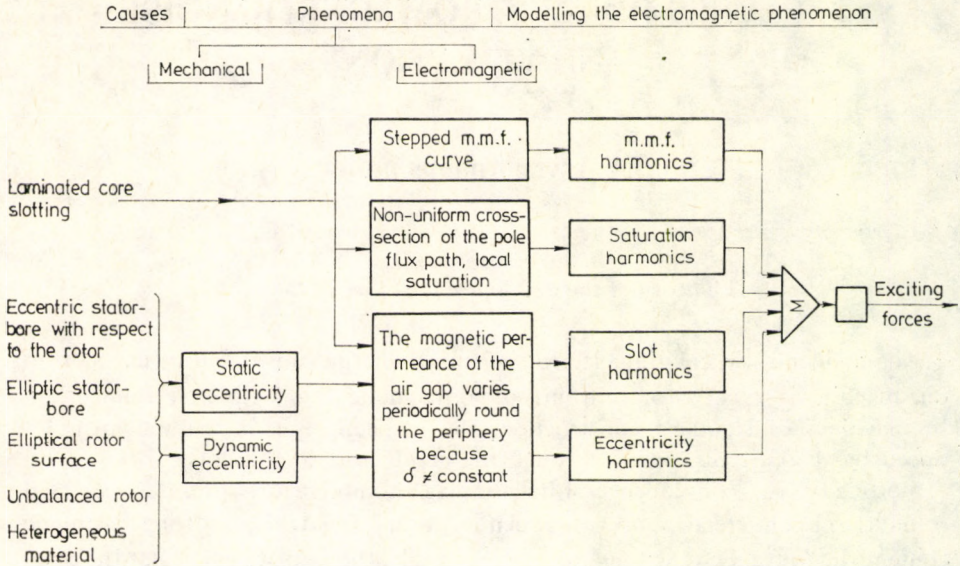 Causes
Phenomena
Modelling the electromagnetic phenomenon
Mechanical
Electromagnetic
Stepped m.m.f.
curve
m.m.f.
harmonics
Laminated core
slotting
Non-uniform cross-
section of the pole
flux path, local
saturation
Saturation
harmonics
Eccentric stator-
bore with respect
to the rotor
Elliptic stator-
bore
Elliptical rotor
surface
Unbalanced rotor
Heterogeneous
material
Static
eccentricity
Dynamic
eccentricity
The magnetic per-
meance of the
air gap varies
periodically round
the periphery
because
δ ≠ constant
Slot
harmonics
Eccentricity
harmonics
M
Exciting
forces